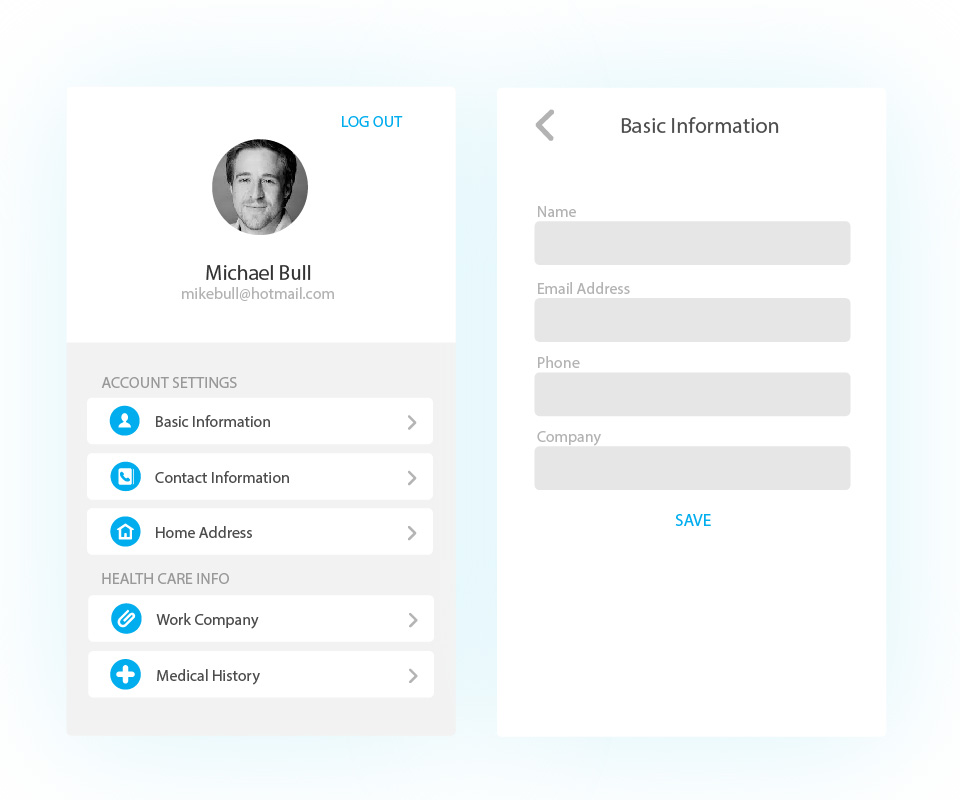 LOG OUT
Michael Bull
mikebull@hotmail.com
ACCOUNT SETTINGS
Basic Information
Contact Information
Home Address
HEALTH CARE INFO
Work Company
Medical History
Basic Information
Name
Email Address
Phone
Company
SAVE